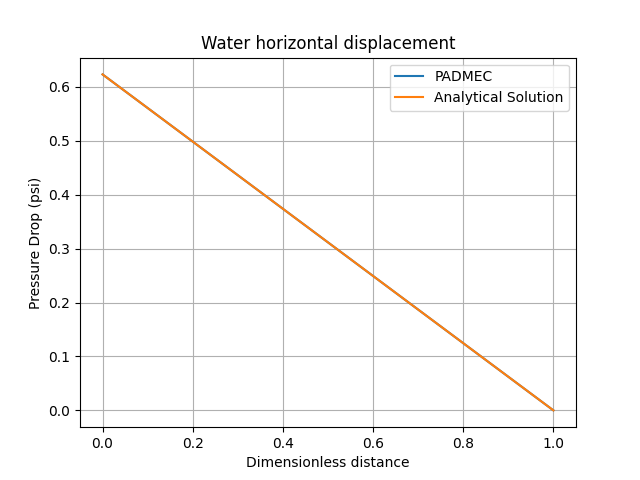 Water horizontal displacement
PADMEC
Analytical Solution
Pressure Drop (psi)
0.6
0.5
0.4
0.3
0.2
0.1
0.0
0.0 0.2 0.4 0.6 0.8 1.0
Dimensionless distance